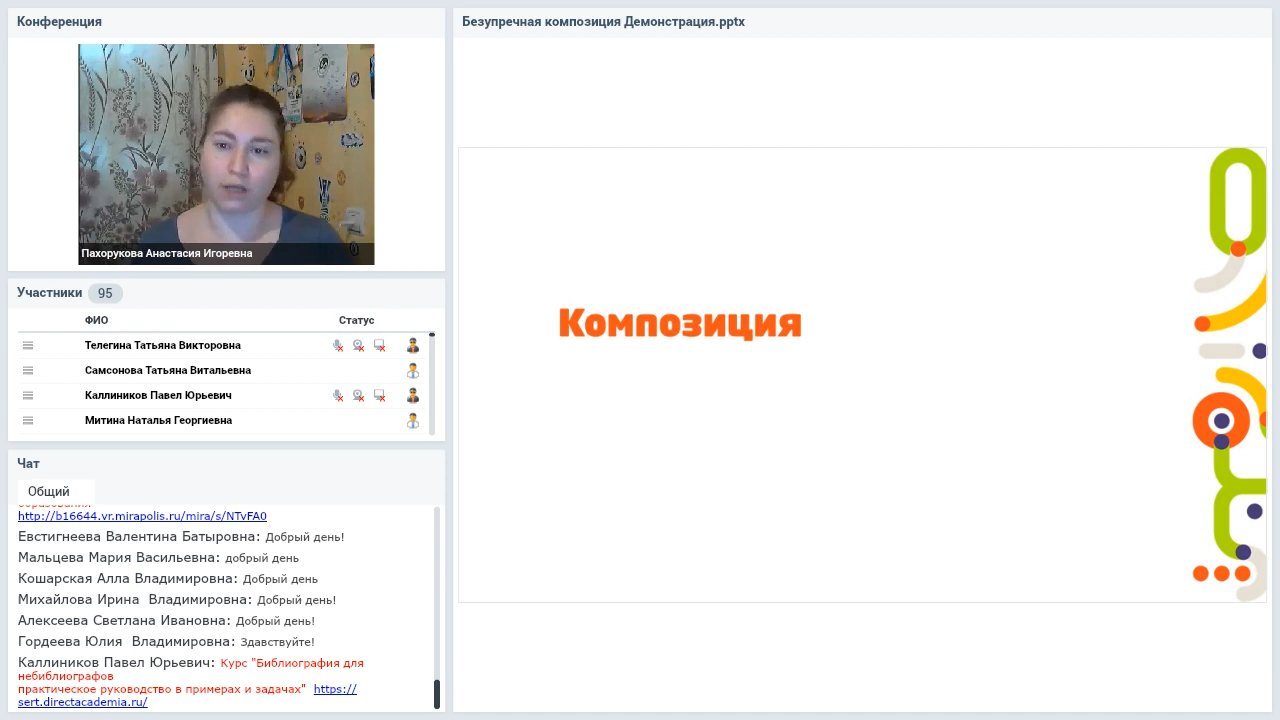 Конференция
Пахорукова Анастасия Игоревна
Участники 95
ФИО Статус
Телегина Татьяна Викторовна
Самсонова Татьяна Витальевна
Каллиников Павел Юрьевич
Митина Наталья Георгиевна
Чат
Общий
http://b16644.vr.mirapolis.ru/mira/s/NTvFA0
Евстигнеева Валентина Батыровна: Добрый день!
Мальцева Мария Васильевна: добрый день
Кошарская Алла Владимировна: Добрый день
Михайлова Ирина  Владимировна: Добрый день!
Алексеева Светлана Ивановна: Добрый день!
Гордеева Юлия  Владимировна: Здавствуйте!
Каллиников Павел Юрьевич: Курс "Библиография для
небиблиографов
практическое руководство в примерах и задачах"  https://
sert.directacademia.ru/
Безупречная композиция Демонстрация.pptx
Композиция